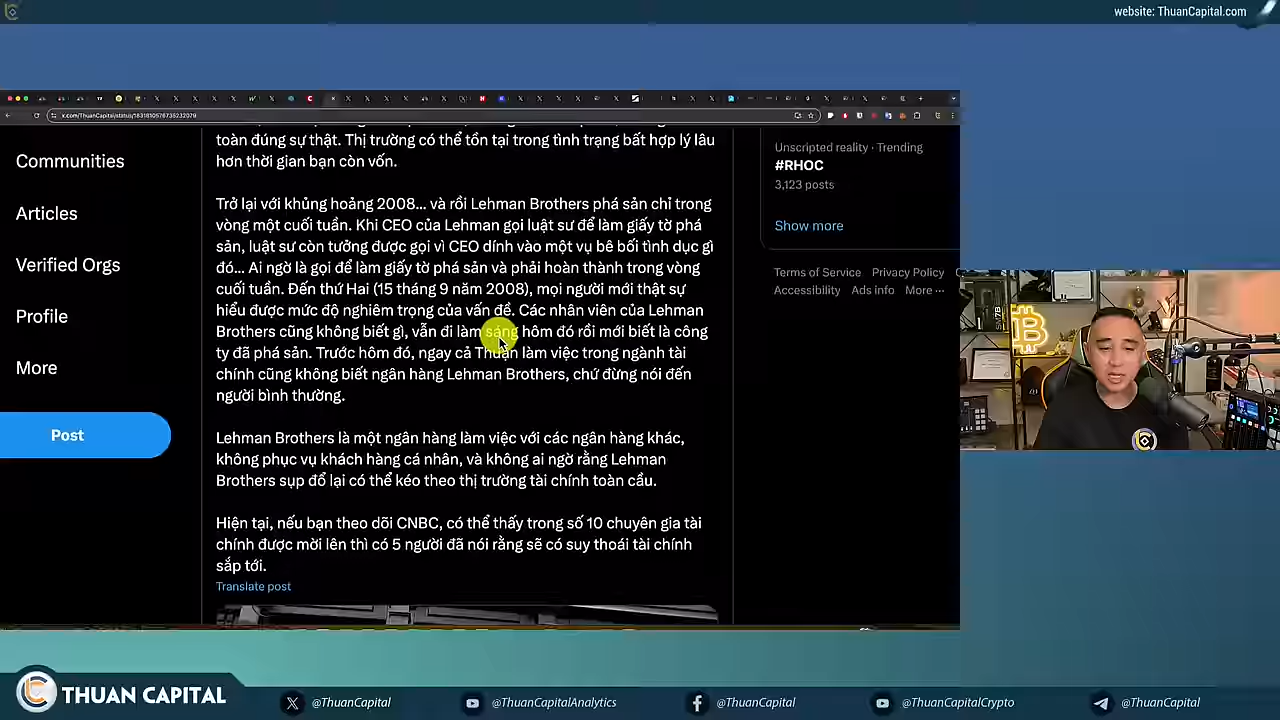 website: ThuanCapital.com
x.com/ThuanCapital/status/1831810576735232079
Communities
Articles
Verified Orgs
Profile
More
Post
toàn đúng sự thật. Thị trường có thể tồn tại trong tình trạng bất hợp lý lâu
hơn thời gian bạn còn vốn.
Trở lại với khủng hoảng 2008... và rồi Lehman Brothers phá sản chỉ trong
vòng một cuối tuần. Khi CEO của Lehman gọi luật sư để làm giấy tờ phá
sản, luật sư còn tưởng được gọi vì CEO dính vào một vụ bê bối tình dục gì
đó... Ai ngờ là gọi để làm giấy tờ phá sản và phải hoàn thành trong vòng
cuối tuần. Đến thứ Hai (15 tháng 9 năm 2008), mọi người mới thật sự
hiểu được mức độ nghiêm trọng của vấn đề. Các nhân viên của Lehman
Brothers cũng không biết gì, vẫn đi làm sáng hôm đó rồi mới biết là công
ty đã phá sản. Trước hôm đó, ngay cả Thuận làm việc trong ngành tài
chính cũng không biết ngân hàng Lehman Brothers, chứ đừng nói đến
người bình thường.
Lehman Brothers là một ngân hàng làm việc với các ngân hàng khác,
không phục vụ khách hàng cá nhân, và không ai ngờ rằng Lehman
Brothers sụp đổ lại có thể kéo theo thị trường tài chính toàn cầu.
Hiện tại, nếu bạn theo dõi CNBC, có thể thấy trong số 10 chuyên gia tài
chính được mời lên thì có 5 người đã nói rằng sẽ có suy thoái tài chính
sắp tới.
Translate post
Unscripted reality · Trending
#RHOC
3,123 posts
Show more
Terms of Service Privacy Policy
Accessibility Ads info More ···
THUAN CAPITAL
@ThuanCapital
@ThuanCapitalAnalytics
@ThuanCapital
@ThuanCapitalCrypto
@ThuanCapital